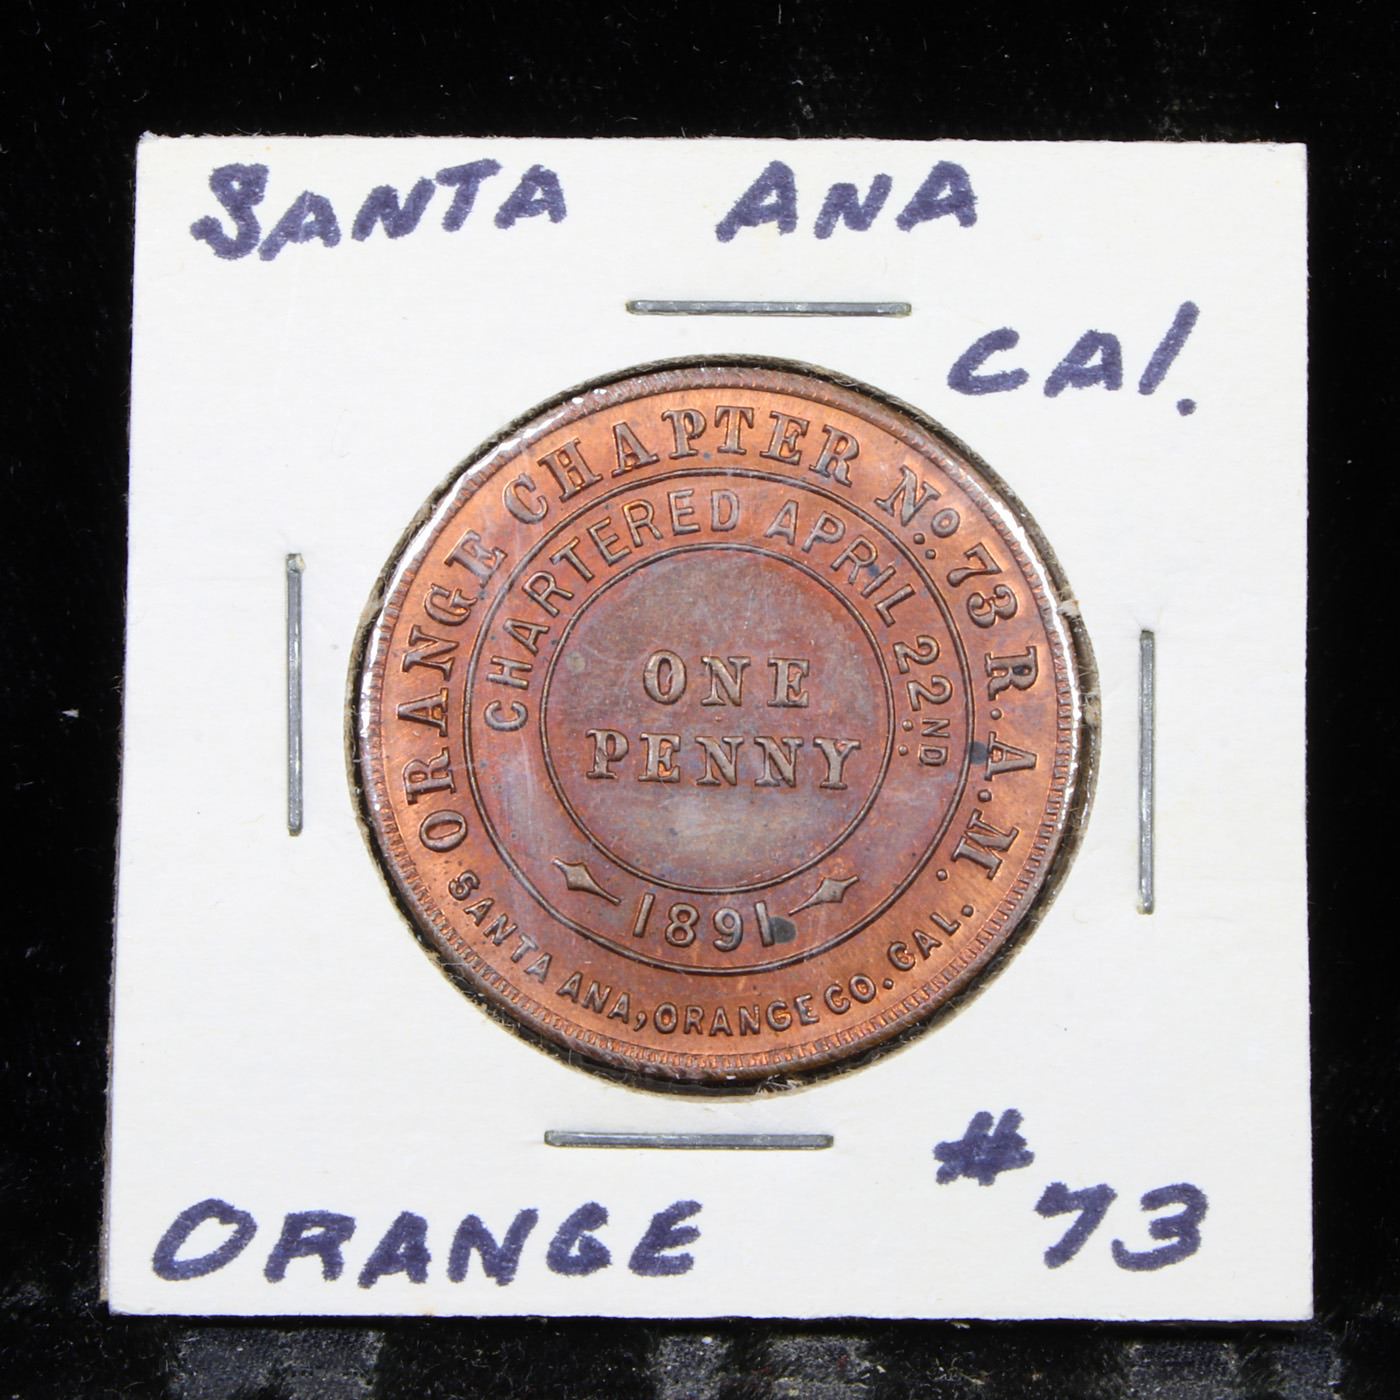 SANTA ANA
CAL.
ORANGE CHAPTER No. 73 R.A.M.
CHARTERED APRIL 22ND.
ONE
PENNY
1891
SANTA ANA, ORANGE CO. CAL.
# 73
ORANGE